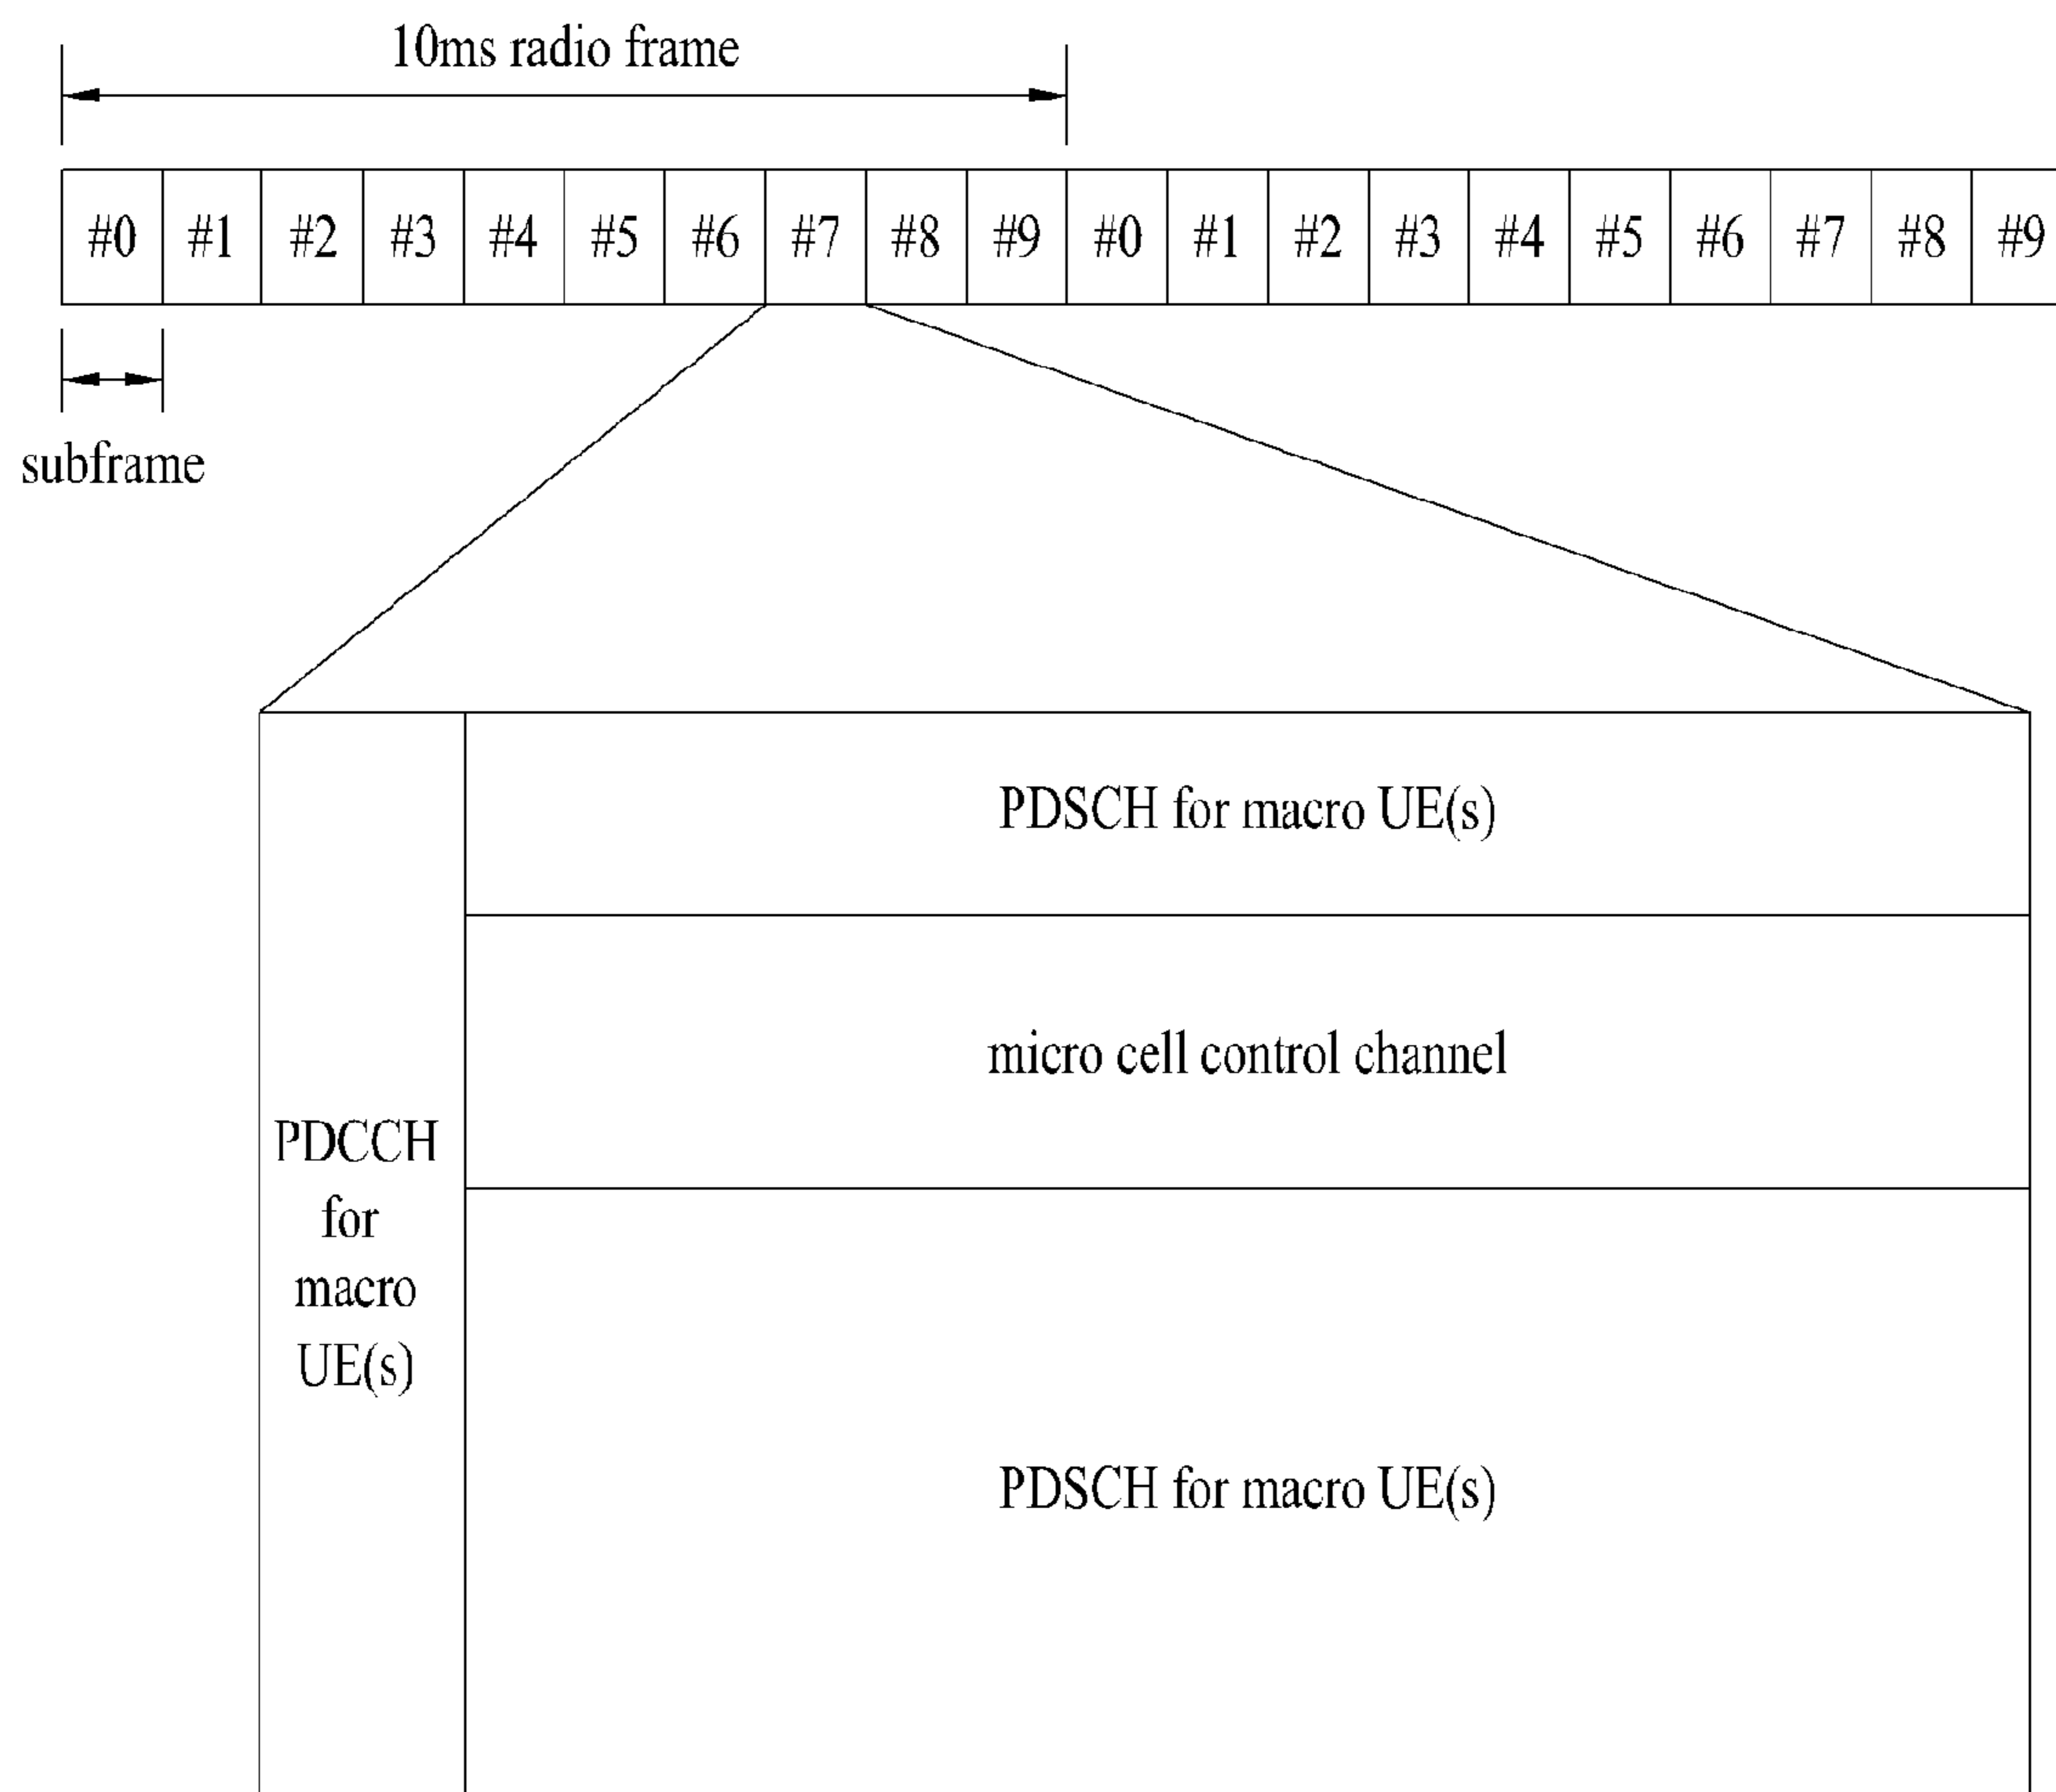 10ms radio frame
#0 #1 #2 #3 #4 #5 #6 #7 #8 #9 #0 #1 #2 #3 #4 #5 #6 #7 #8 #9
subframe
PDSCH for macro UE(s)
micro cell control channel
PDCCH
for
macro
UE(s)
PDSCH for macro UE(s)